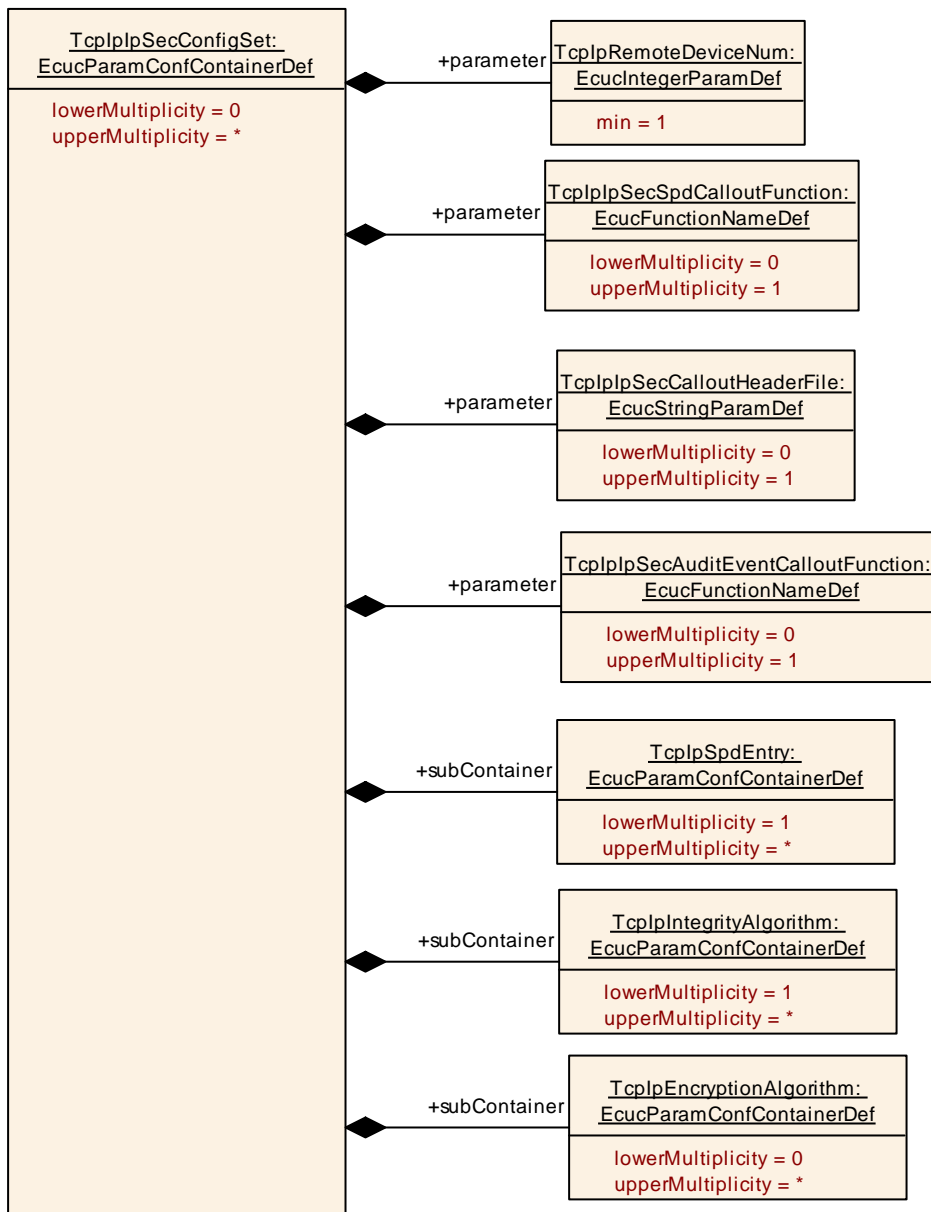 TcpIpIpSecConfigSet:
EcucParamConfContainerDef
lowerMultiplicity = 0
upperMultiplicity = *
+parameter
TcpIpRemoteDeviceNum:
EcucIntegerParamDef
min = 1
+parameter
TcpIpIpSecSpdCalloutFunction:
EcucFunctionNameDef
lowerMultiplicity = 0
upperMultiplicity = 1
+parameter
TcpIpIpSecCalloutHeaderFile:
EcucStringParamDef
lowerMultiplicity = 0
upperMultiplicity = 1
+parameter
TcpIpIpSecAuditEventCalloutFunction:
EcucFunctionNameDef
lowerMultiplicity = 0
upperMultiplicity = 1
+subContainer
TcpIpSpdEntry:
EcucParamConfContainerDef
lowerMultiplicity = 1
upperMultiplicity = *
+subContainer
TcpIpIntegrityAlgorithm:
EcucParamConfContainerDef
lowerMultiplicity = 1
upperMultiplicity = *
+subContainer
TcpIpEncryptionAlgorithm:
EcucParamConfContainerDef
lowerMultiplicity = 0
upperMultiplicity = *